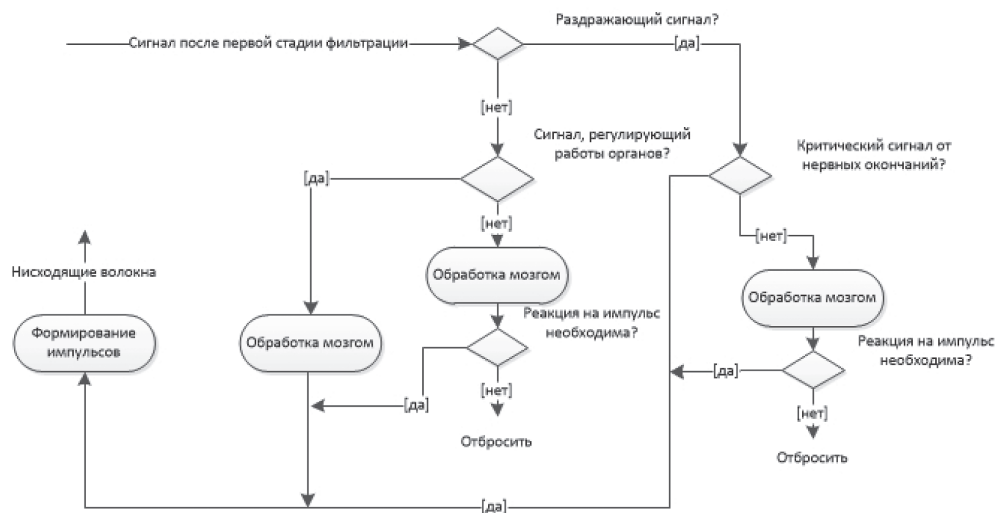 Раздражающий сигнал?
Сигнал после первой стадии фильтрации
[да]
[нет]
Сигнал, регулирующий
работы органов?
Критический сигнал от
нервных окончаний?
[да]
[нет]
[нет]
Нисходящие волокна
Обработка мозгом
Обработка мозгом
Формирование
импульсов
Обработка мозгом
Реакция на импульс
необходима?
Реакция на импульс
необходима?
[да]
[нет]
[да]
[нет]
Отбросить
Отбросить
[да]